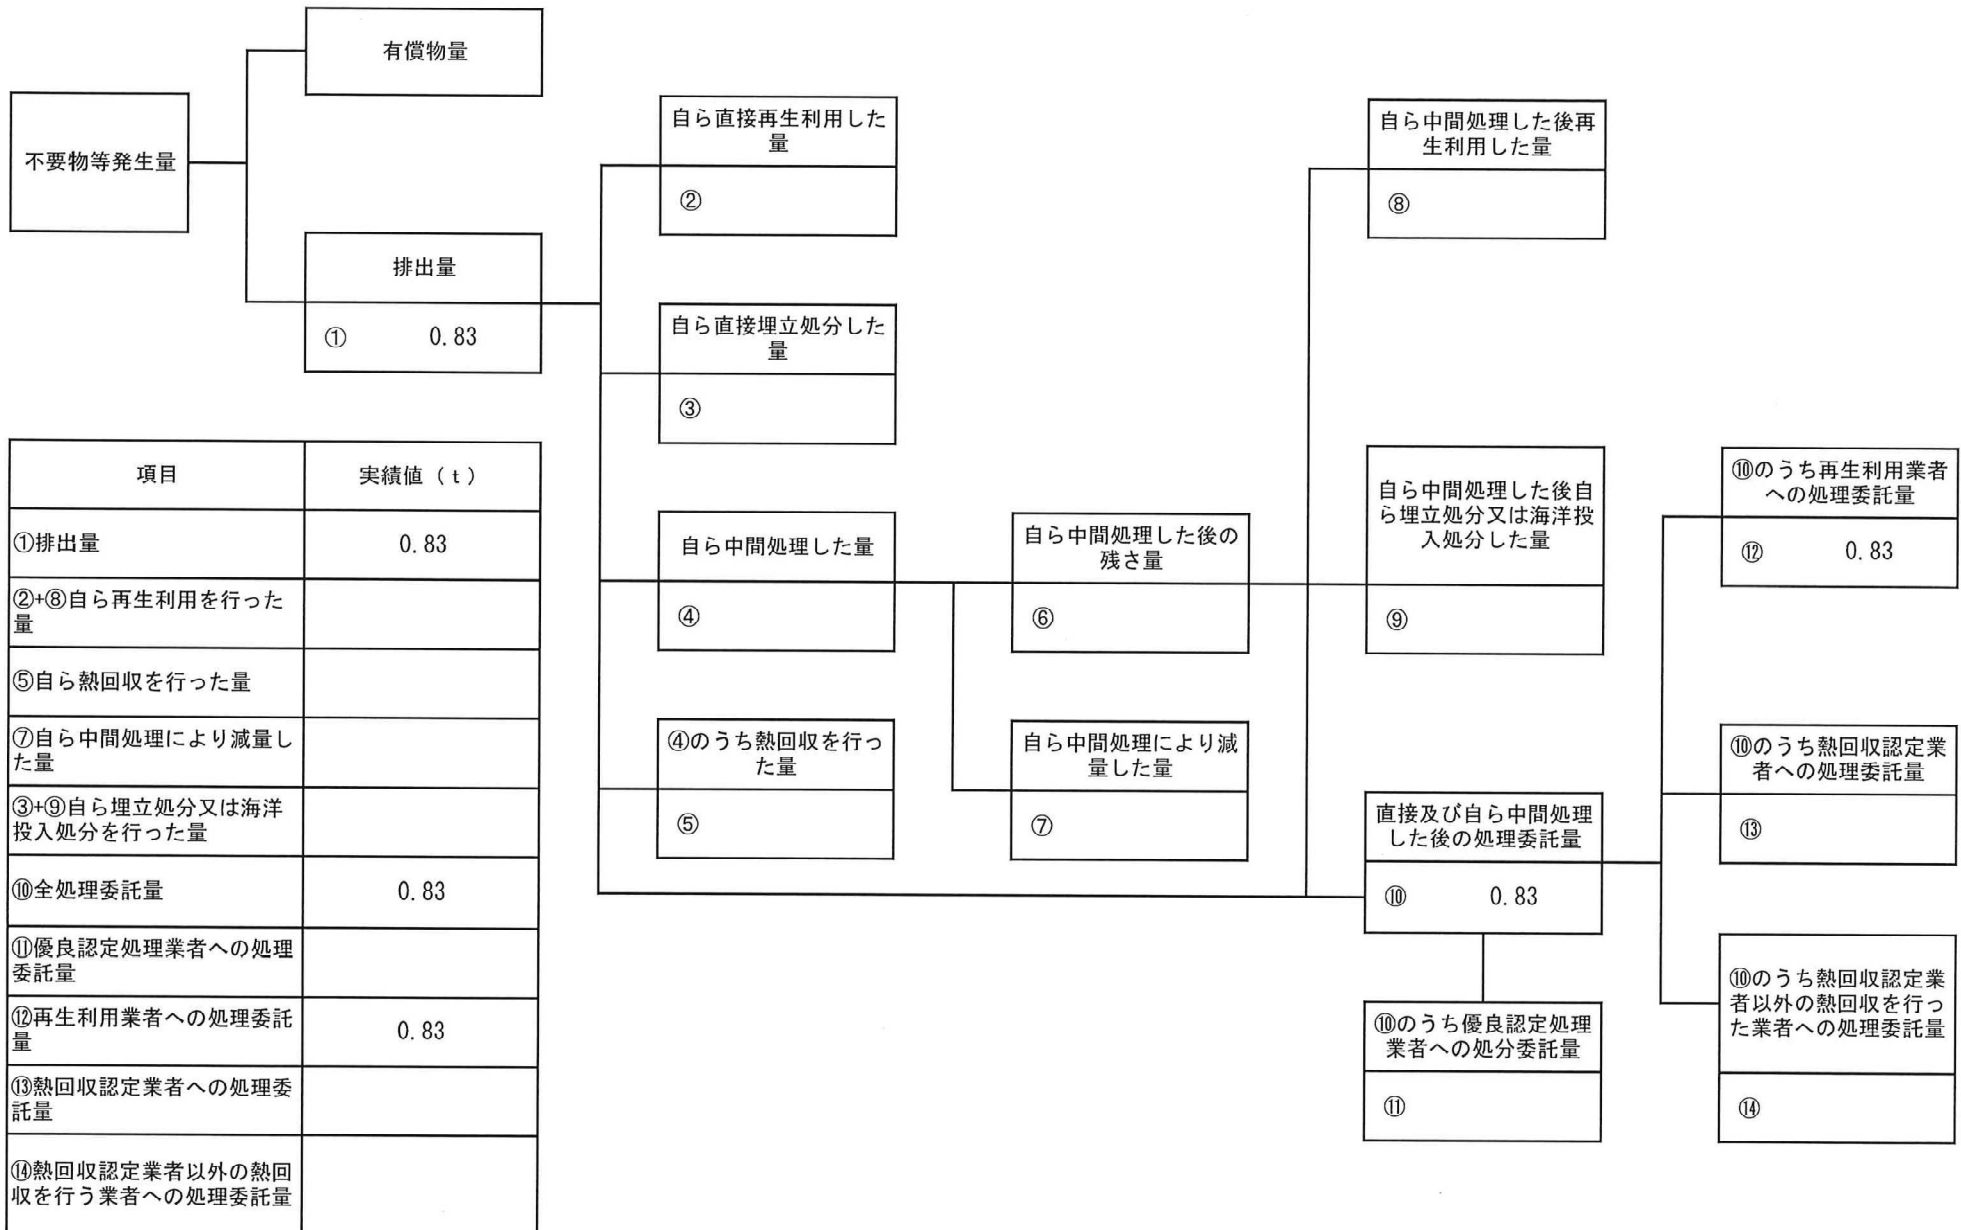 有償物量
不要物等発生量
排出量
① 0.83
自ら直接再生利用した
量
②
自ら直接埋立処分した
量
③
自ら中間処理した量
④
④のうち熱回収を行っ
た量
⑤
自ら中間処理した後の
残さ量
⑥
自ら中間処理により減
量した量
⑦
自ら中間処理した後再
生利用した量
⑧
自ら中間処理した後自
ら埋立処分又は海洋投
入処分した量
⑨
直接及び自ら中間処理
した後の処理委託量
⑩ 0.83
⑩のうち優良認定処理
業者への処分委託量
⑪
⑩のうち再生利用業者
への処理委託量
⑫ 0.83
⑩のうち熱回収認定業
者への処理委託量
⑬
⑩のうち熱回収認定業
者以外の熱回収を行っ
た業者への処理委託量
⑭
項目 実績値(t)
①排出量 0.83
②+⑧自ら再生利用を行った
量
⑤自ら熱回収を行った量
⑦自ら中間処理により減量し
た量
③+⑨自ら埋立処分又は海洋
投入処分を行った量
⑩全処理委託量 0.83
⑪優良認定処理業者への処理
委託量
⑫再生利用業者への処理委託
量 0.83
⑬熱回収認定業者への処理委
託量
⑭熱回収認定業者以外の熱回
収を行う業者への処理委託量